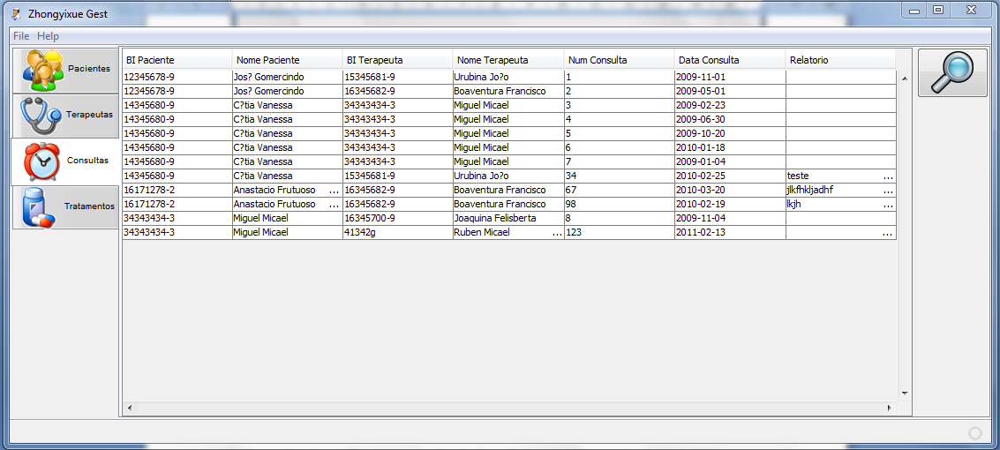 Zhongyixue Gest
File Help
Pacientes
Terapeutas
Consultas
Tratamentos
BI Paciente Nome Paciente BI Terapeuta Nome Terapeuta Num Consulta Data Consulta Relatorio
12345678-9 Jos? Gomercindo 15345681-9 Urubina Jo?o 1 2009-11-01
12345678-9 Jos? Gomercindo 16345682-9 Boaventura Francisco 2 2009-05-01
14345680-9 C?tia Vanessa 34343434-3 Miguel Micael 3 2009-02-23
14345680-9 C?tia Vanessa 34343434-3 Miguel Micael 4 2009-06-30
14345680-9 C?tia Vanessa 34343434-3 Miguel Micael 5 2009-10-20
14345680-9 C?tia Vanessa 34343434-3 Miguel Micael 6 2010-01-18
14345680-9 C?tia Vanessa 34343434-3 Miguel Micael 7 2009-01-04
14345680-9 C?tia Vanessa 15345681-9 Urubina Jo?o 34 2010-02-25 teste ...
16171278-2 Anastacio Frutuoso ... 16345682-9 Boaventura Francisco 67 2010-03-20 jlkfhkljadhf ...
16171278-2 Anastacio Frutuoso ... 16345682-9 Boaventura Francisco 98 2010-02-19 lkjh ...
34343434-3 Miguel Micael 16345700-9 Joaquina Felisberta 8 2009-11-04
34343434-3 Miguel Micael 41342g Ruben Micael ... 123 2011-02-13 ...